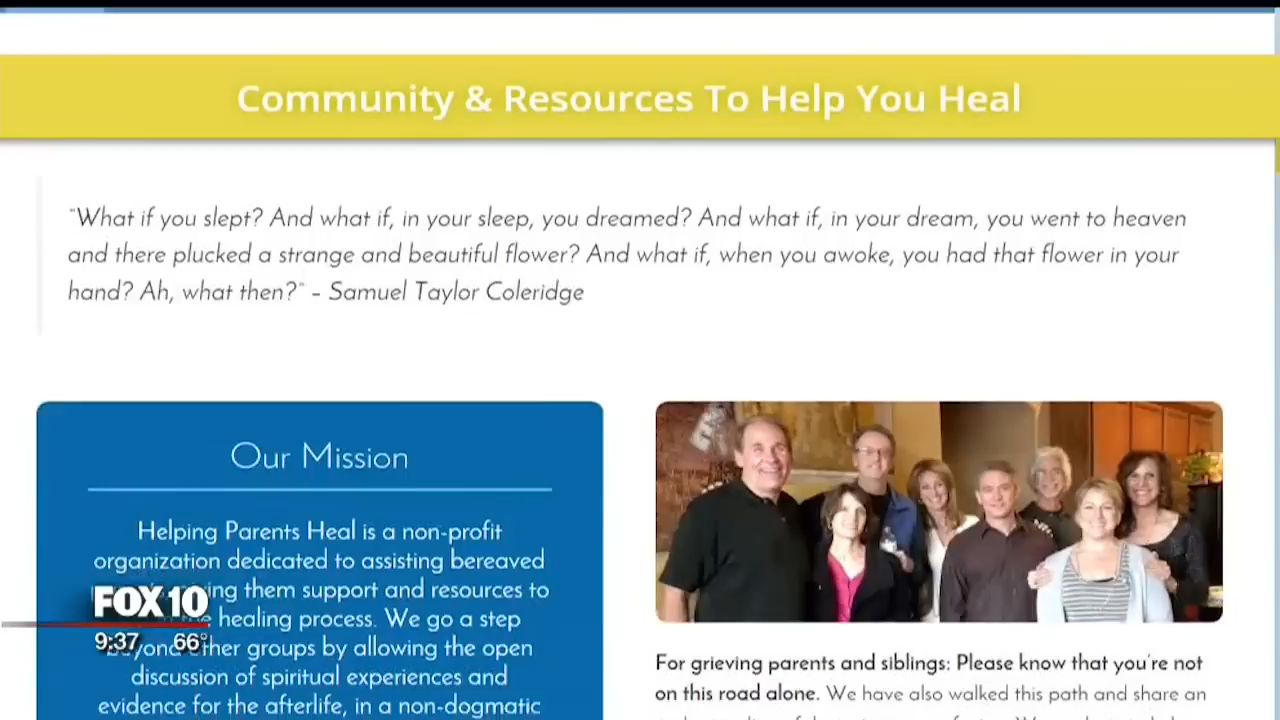 Community & Resources To Help You Heal
"What if you slept? And what if, in your sleep, you dreamed? And what if, in your dream, you went to heaven
and there plucked a strange and beautiful flower? And what if, when you awoke, you had that flower in your
hand? Ah, what then?" – Samuel Taylor Coleridge
Our Mission
Helping Parents Heal is a non-profit
organization dedicated to assisting bereaved
them support and resources to
healing process. We go a step
groups by allowing the open
discussion of spiritual experiences and
evidence for the afterlife, in a non-dogmatic
FOX 10
9:37 66°
For grieving parents and siblings: Please know that you're not
on this road alone. We have also walked this path and share an